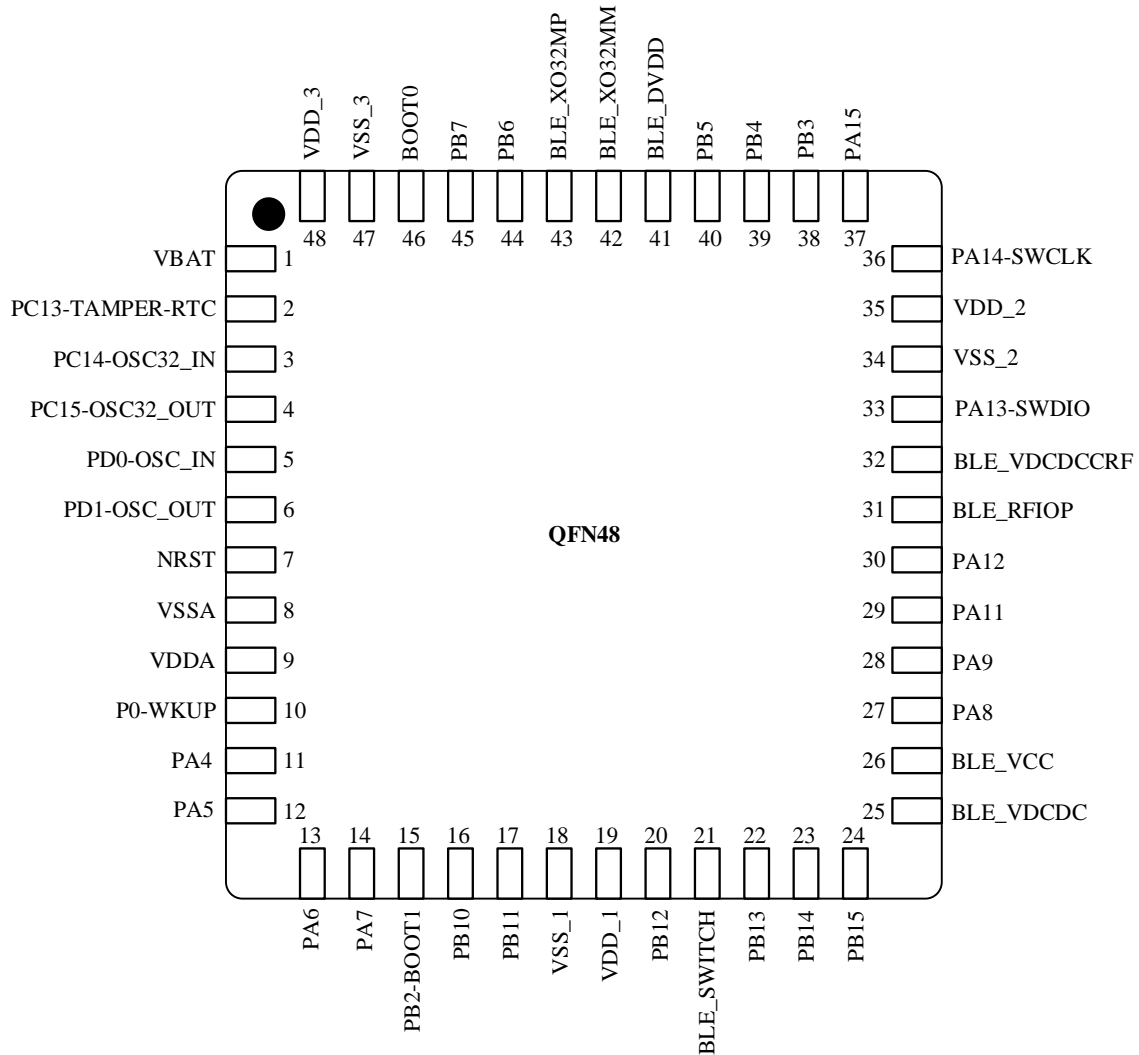 VDD_3
VSS_3
BOOT0
PB7
PB6
BLE_XO32MP
BLE_XO32MM
BLE_DVDD
PB5
PB4
PB3
PA15
48
47
46
45
44
43
42
41
40
39
38
37
VBAT 1
PC13-TAMPER-RTC 2
PC14-OSC32_IN 3
PC15-OSC32_OUT 4
PD0-OSC_IN 5
PD1-OSC_OUT 6
NRST 7
VSSA 8
VDDA 9
P0-WKUP 10
PA4 11
PA5 12
QFN48
36 PA14-SWCLK
35 VDD_2
34 VSS_2
33 PA13-SWDIO
32 BLE_VDCDCCRF
31 BLE_RFIOP
30 PA12
29 PA11
28 PA9
27 PA8
26 BLE_VCC
25 BLE_VDCDC
13
14
15
16
17
18
19
20
21
22
23
24
PA6
PA7
PB2-BOOT1
PB10
PB11
VSS_1
VDD_1
PB12
BLE_SWITCH
PB13
PB14
PB15